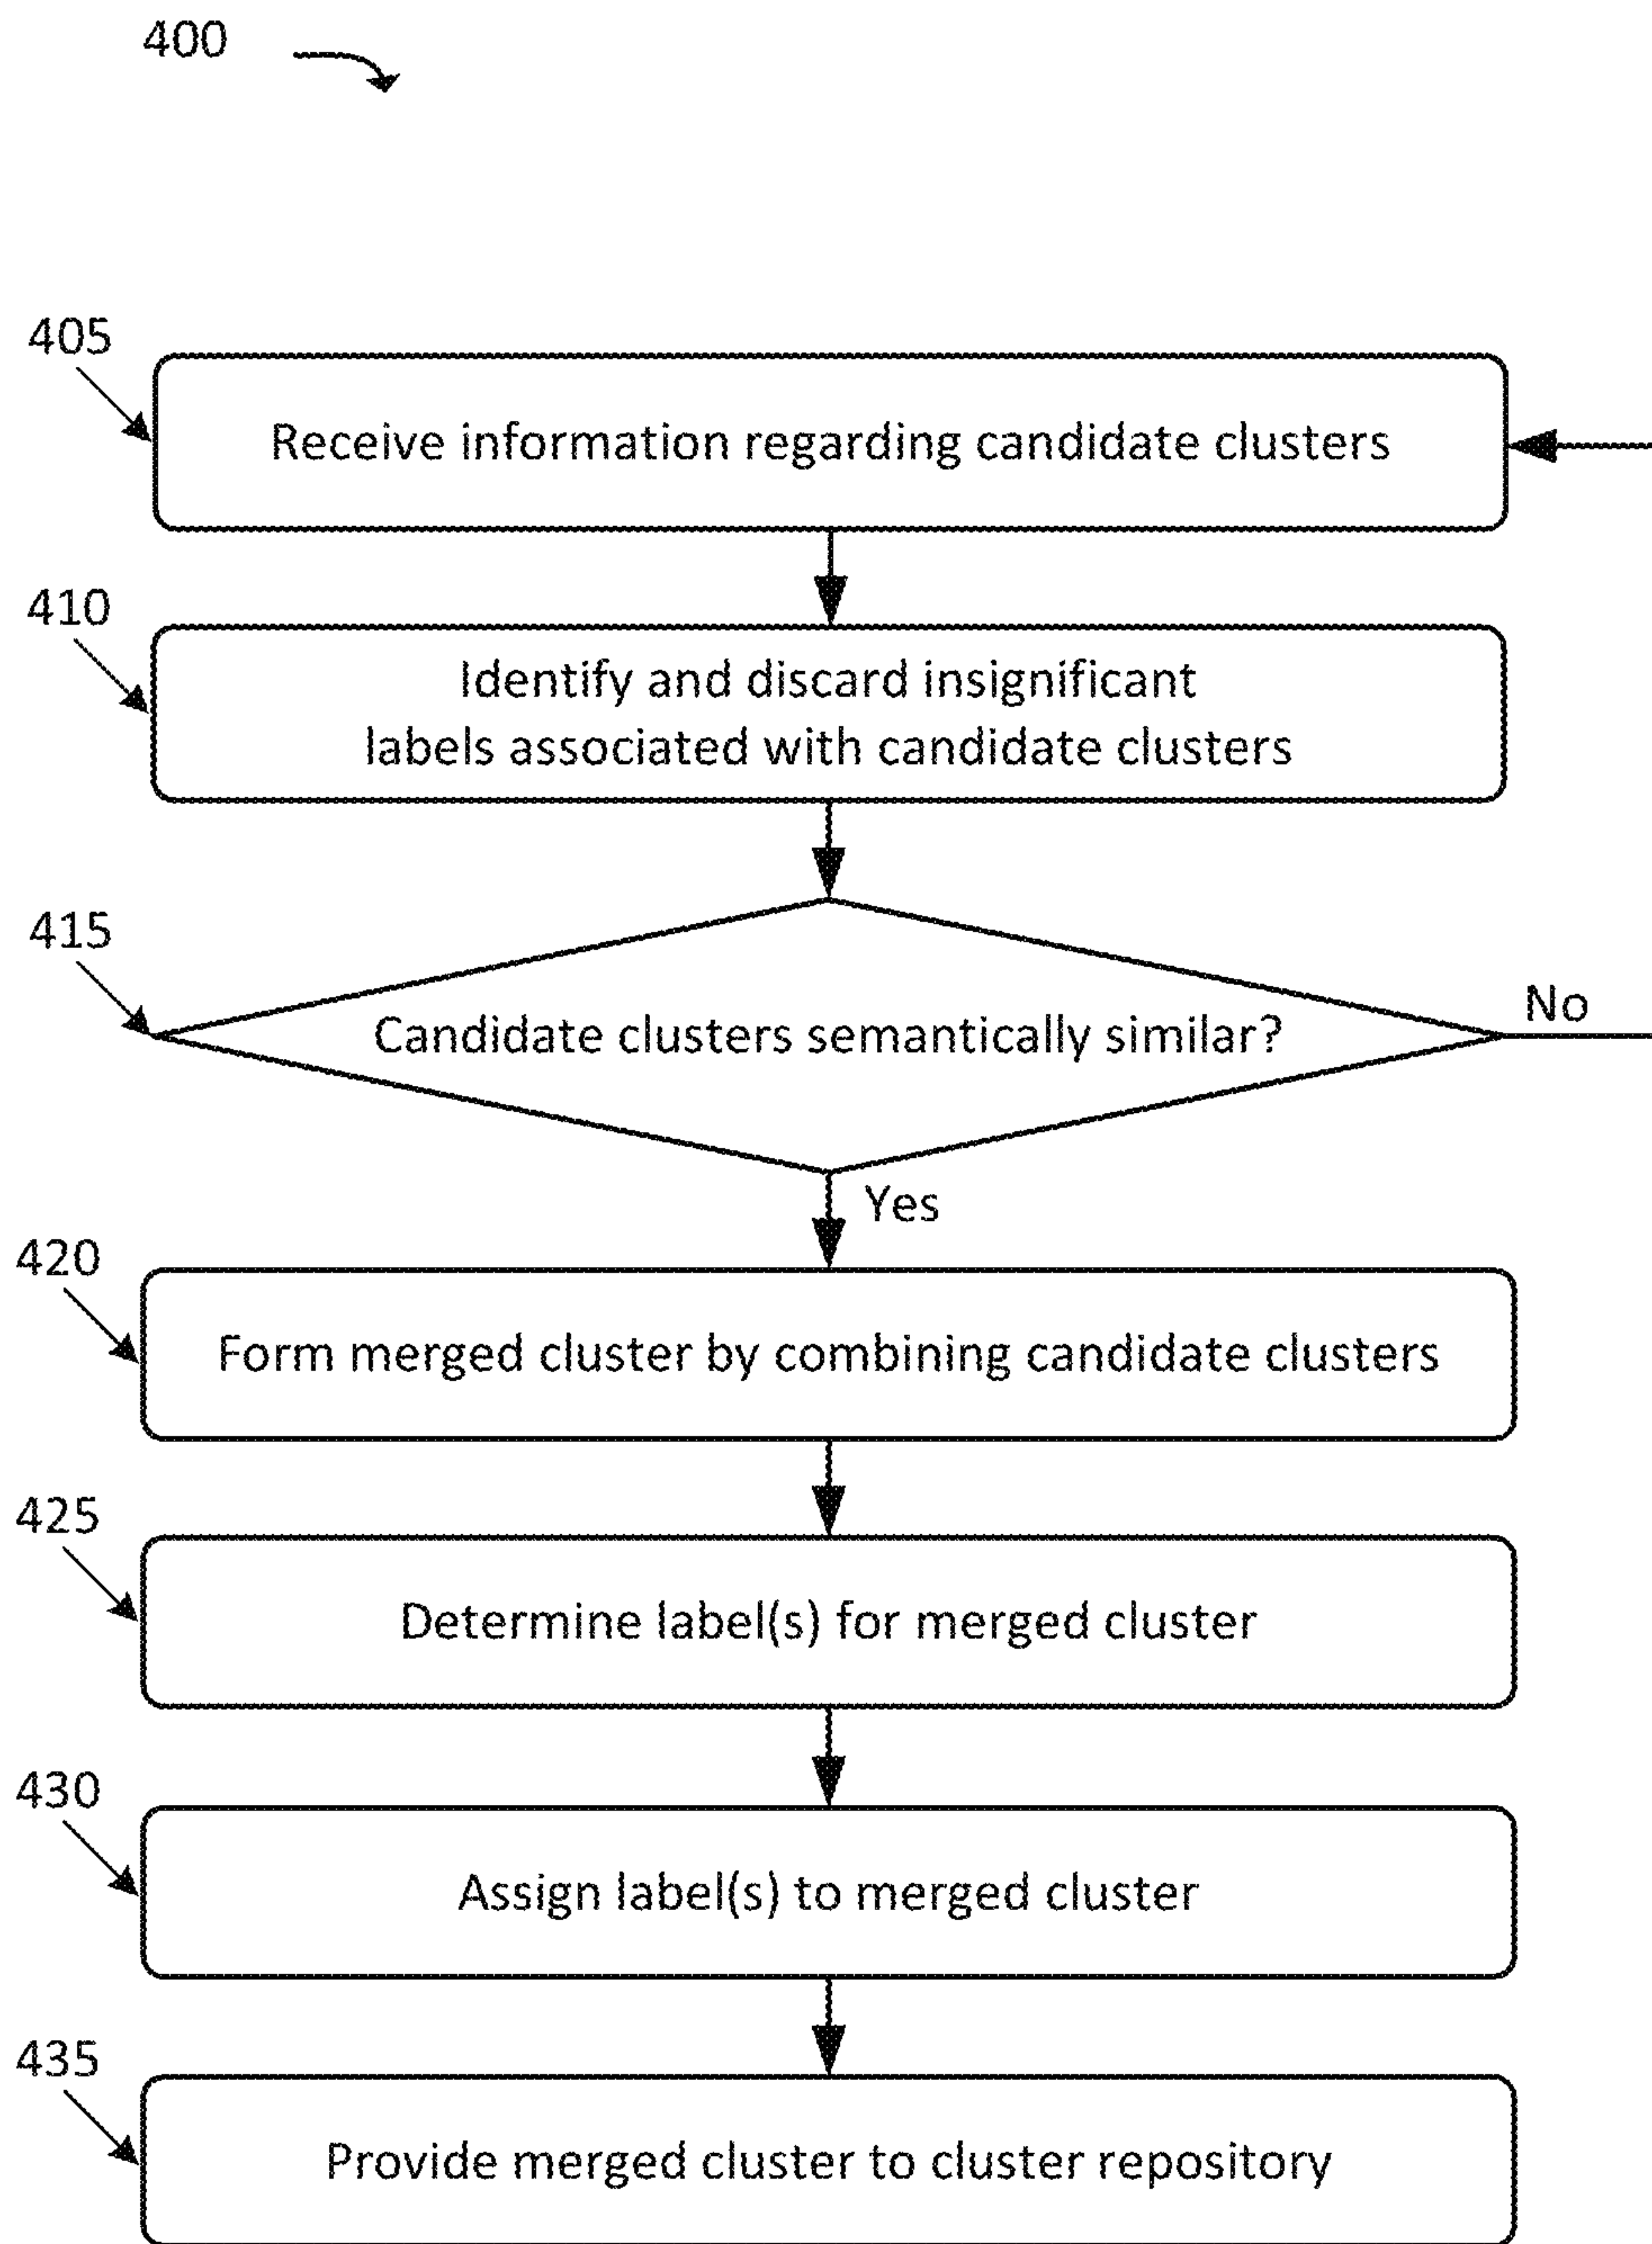 400
405
Receive information regarding candidate clusters
410
Identify and discard insignificant
labels associated with candidate clusters
415
Candidate clusters semantically similar?
No
Yes
420
Form merged cluster by combining candidate clusters
425
Determine label(s) for merged cluster
430
Assign label(s) to merged cluster
435
Provide merged cluster to cluster repository